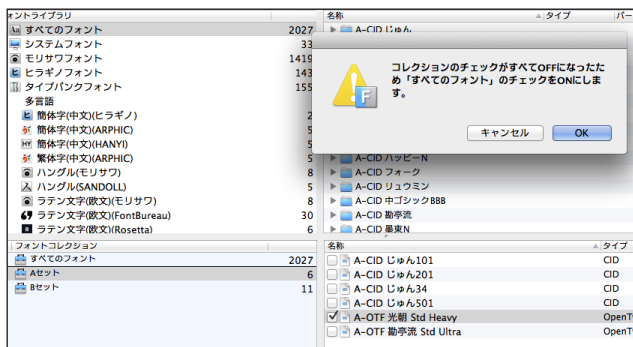 ォントライブラリ
すべてのフォント 2027
システムフォント 33
モリサワフォント 1419
ヒラギノフォント 143
タイプバンクフォント 155
多言語
簡体字(中文)(ヒラギノ) 2
簡体字(中文)(ARPHIC) 5
簡体字(中文)(HANYI) 5
繁体字(中文)(ARPHIC) 5
ハングル(モリサワ) 8
ハングル(SANDOLL) 5
ラテン文字(欧文)(モリサワ) 8
ラテン文字(欧文)(FontBureau) 30
ラテン文字(欧文)(Rosetta) 6
フォントコレクション
すべてのフォント 2027
Aセット 6
Bセット 11
名称 タイプ バー
A-CID じゅん
コレクションのチェックがすべてOFFになったた
め「すべてのフォント」のチェックをONにしま
す。
キャンセル OK
A-CID ハッピーN
A-CID フォーク
A-CID リュウミン
A-CID 中ゴシックBBB
A-CID 勘亭流
A-CID 墨東N
名称 タイプ
A-CID じゅん101 CID
A-CID じゅん201 CID
A-CID じゅん34 CID
A-CID じゅん501 CID
A-OTF 光朝 Std Heavy OpenT
A-OTF 勘亭流 Std Ultra OpenT